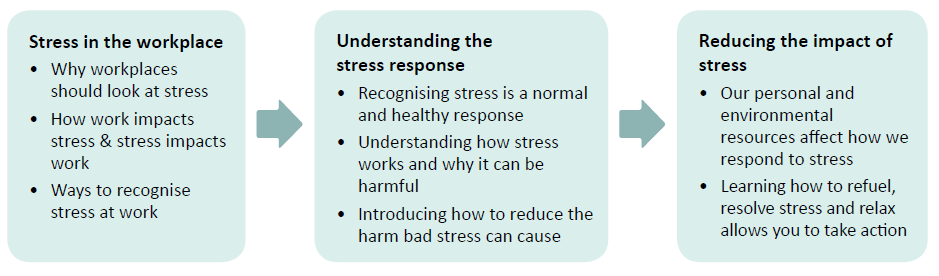 Stress in the workplace
• Why workplaces
should look at stress
• How work impacts
stress & stress impacts
work
• Ways to recognise
stress at work
Understanding the
stress response
• Recognising stress is a normal
and healthy response
• Understanding how stress
works and why it can be
harmful
• Introducing how to reduce the
harm bad stress can cause
Reducing the impact of
stress
• Our personal and
environmental
resources affect how we
respond to stress
• Learning how to refuel,
resolve stress and relax
allows you to take action